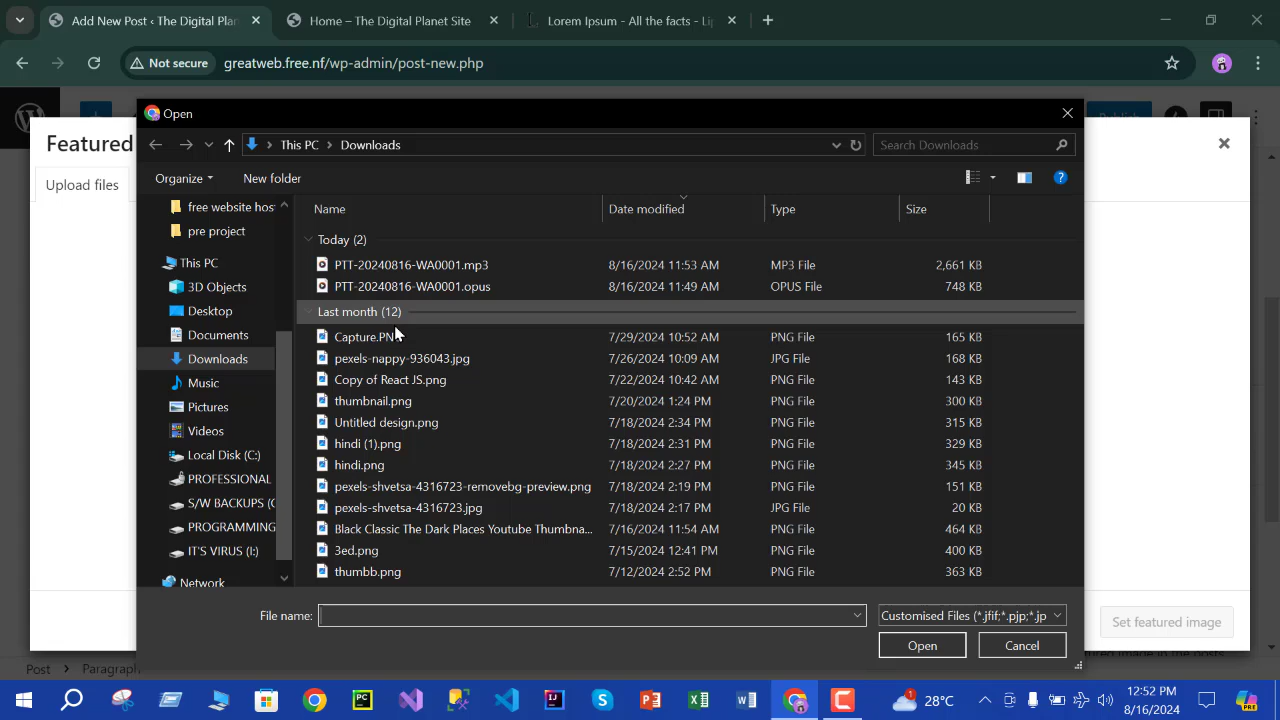 Add New Post ‹ The Digital Plan
Home – The Digital Planet Site
Lorem Ipsum - All the facts - Li
Not secure
greatweb.free.nf/wp-admin/post-new.php
Open
Featured
Upload files
This PC
Downloads
Search Downloads
Organize
New folder
free website hos
pre project
This PC
3D Objects
Desktop
Documents
Downloads
Music
Pictures
Videos
Local Disk (C:)
PROFESSIONAL
S/W BACKUPS (
PROGRAMMING
IT'S VIRUS (I:)
Network
Name Date modified Type Size
Today (2)
PTT-20240816-WA0001.mp3 8/16/2024 11:53 AM MP3 File 2,661 KB
PTT-20240816-WA0001.opus 8/16/2024 11:49 AM OPUS File 748 KB
Last month (12)
Capture.PN 7/29/2024 10:52 AM PNG File 165 KB
pexels-nappy-936043.jpg 7/26/2024 10:09 AM JPG File 168 KB
Copy of React JS.png 7/22/2024 10:42 AM PNG File 143 KB
thumbnail.png 7/20/2024 1:24 PM PNG File 300 KB
Untitled design.png 7/18/2024 2:34 PM PNG File 315 KB
hindi (1).png 7/18/2024 2:31 PM PNG File 329 KB
hindi.png 7/18/2024 2:27 PM PNG File 345 KB
pexels-shvetsa-4316723-removebg-preview.png 7/18/2024 2:19 PM PNG File 151 KB
pexels-shvetsa-4316723.jpg 7/18/2024 2:17 PM JPG File 20 KB
Black Classic The Dark Places Youtube Thumbna... 7/16/2024 11:54 AM PNG File 464 KB
3ed.png 7/15/2024 12:41 PM PNG File 400 KB
thumbb.png 7/12/2024 2:52 PM PNG File 363 KB
File name:
Customised Files (*.jfif;*.pjp;*.jp
Open
Cancel
Set featured image
Post
Paragraph
28°C
12:52 PM
8/16/2024